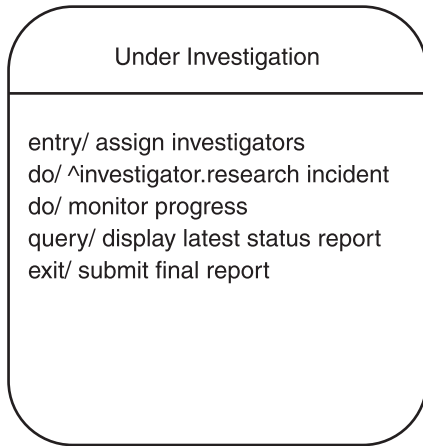 Under Investigation
entry/ assign investigators
do/ ^investigator.research incident
do/ monitor progress
query/ display latest status report
exit/ submit final report